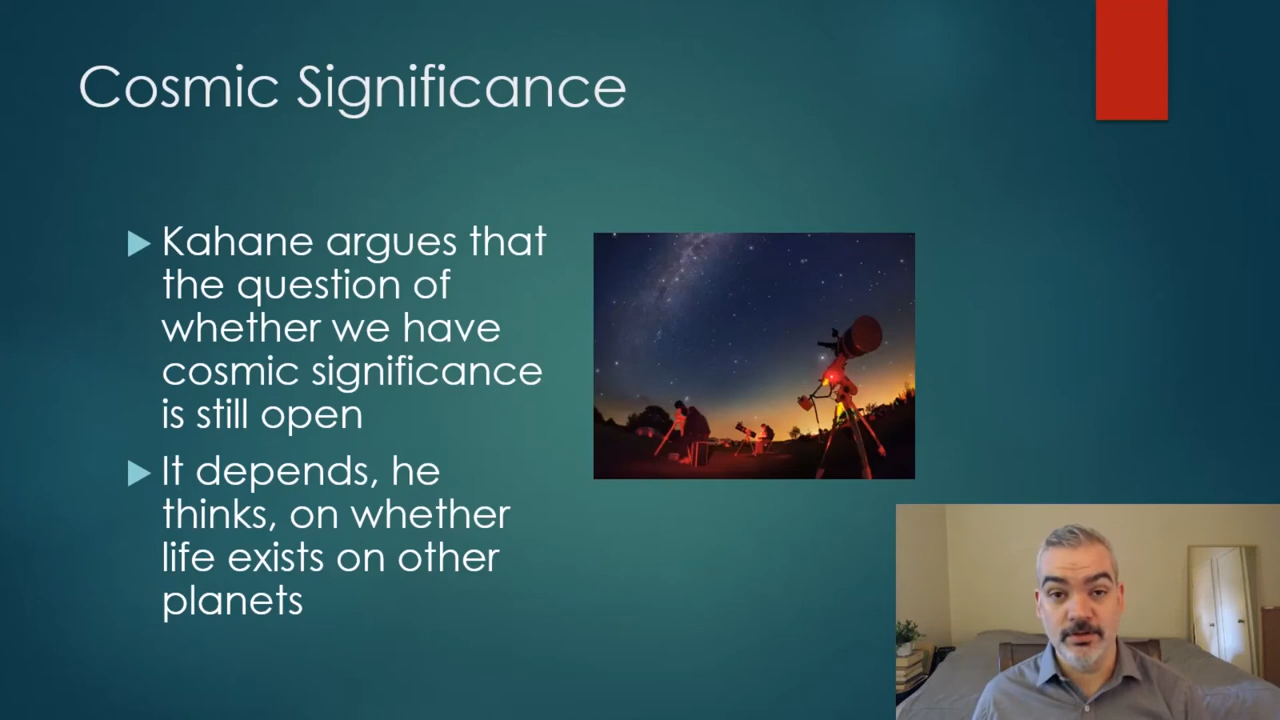 Cosmic Significance
Kahane argues that
the question of
whether we have
cosmic significance
is still open
It depends, he
thinks, on whether
life exists on other
planets